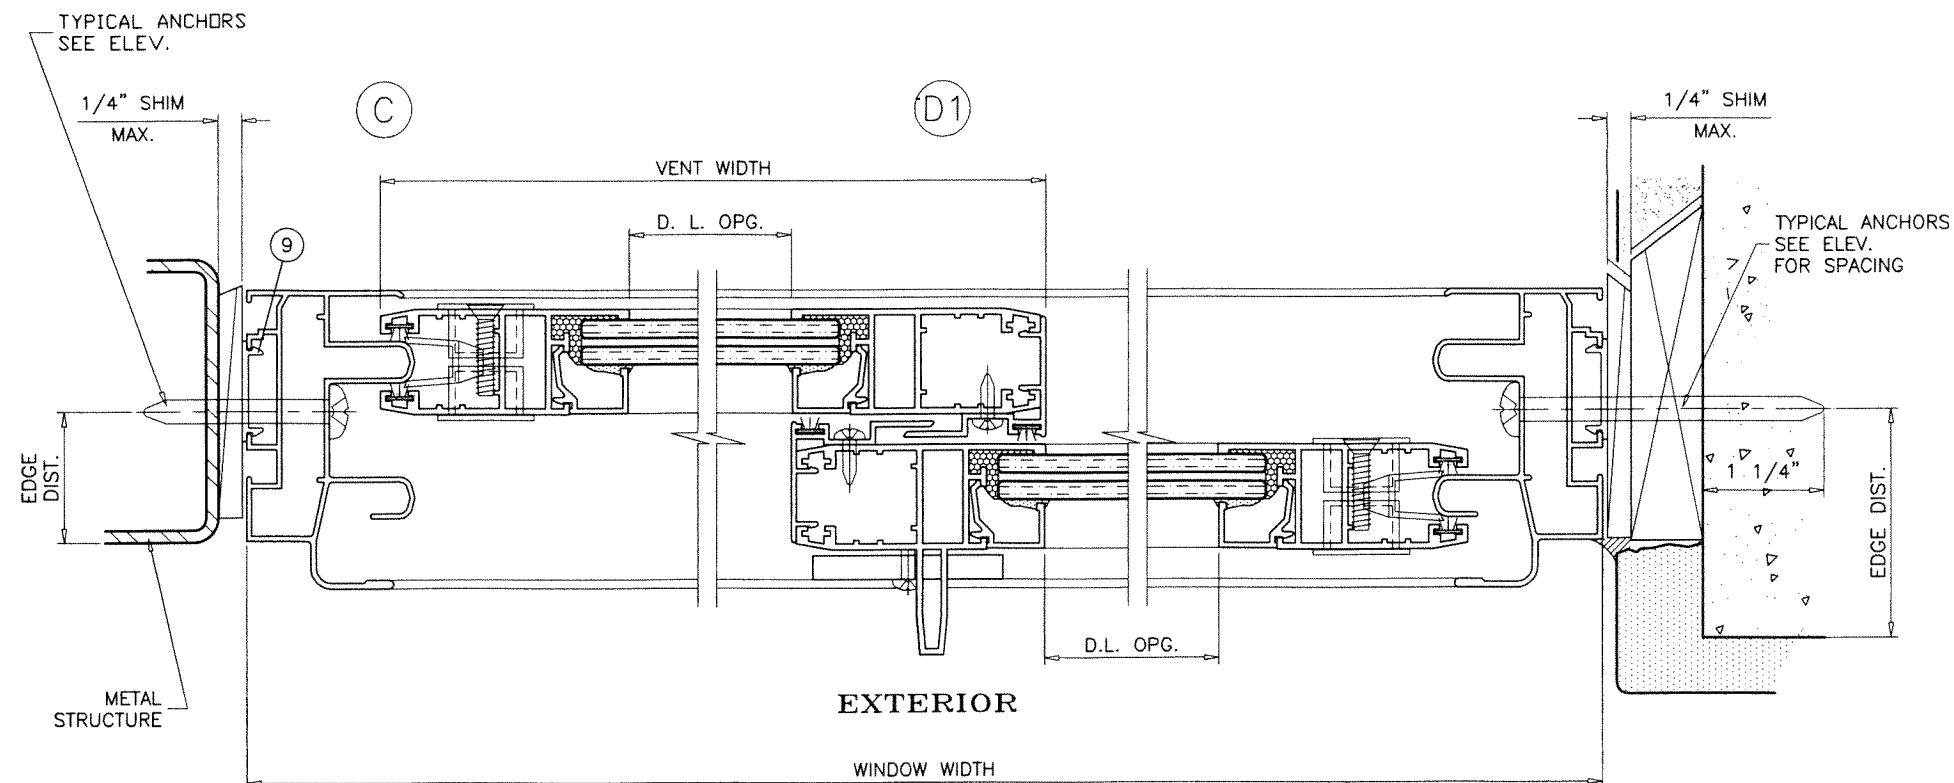 TYPICAL ANCHORS
SEE ELEV.
1/4" SHIM
MAX.
C
D1
1/4" SHIM
MAX.
VENT WIDTH
D. L. OPG.
9
TYPICAL ANCHORS
SEE ELEV.
FOR SPACING
EDGE
DIST.
1 1/4"
EDGE DIST.
D.L. OPG.
METAL
STRUCTURE
EXTERIOR
WINDOW WIDTH